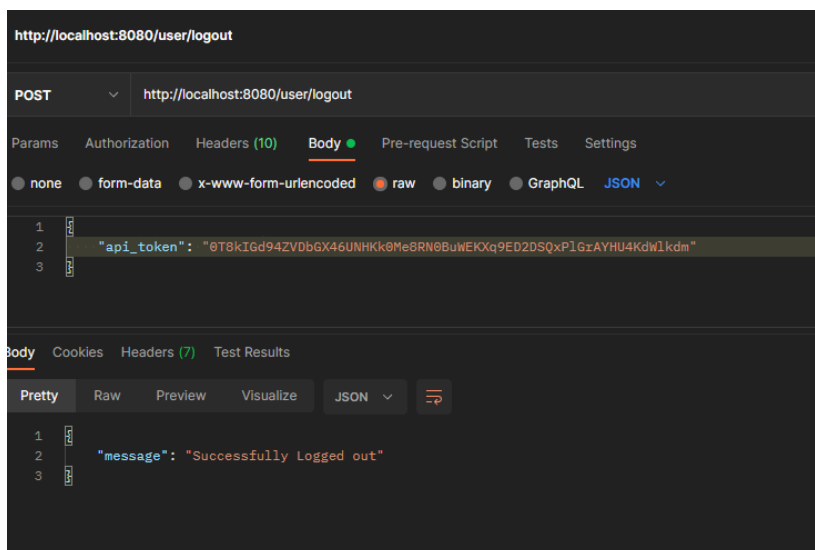 http://localhost:8080/user/logout
POST http://localhost:8080/user/logout
Params Authorization Headers (10) Body Pre-request Script Tests Settings
none form-data x-www-form-urlencoded raw binary GraphQL JSON
1 {
2 "api_token": "0T8kIGd94ZVDbGX46UNHKk0Me8RN0BuWEKXq9ED2DSQxPlGrAYHU4KdWlkdm"
3 }
Body Cookies Headers (7) Test Results
Pretty Raw Preview Visualize JSON
1 {
2 "message": "Successfully Logged out"
3 }